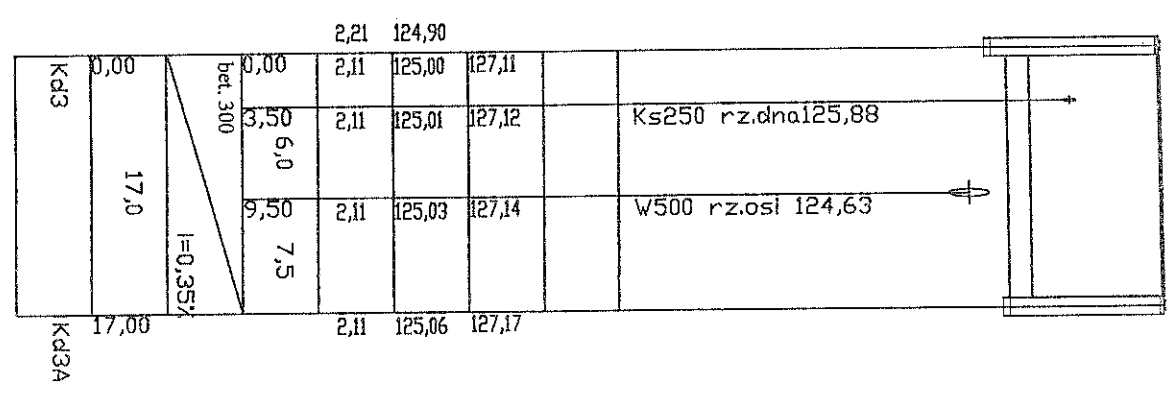 2,21 124,90
Kd3 0,00 bet. 300 0,00 2,11 125,00 127,11
3,50 2,11 125,01 127,12 Ks250 rz.dna125,88
17,0 6,0
9,50 2,11 125,03 127,14 W500 rz.osi 124,63
i=0,35% 7,5
Kd3A 17,00 2,11 125,06 127,17